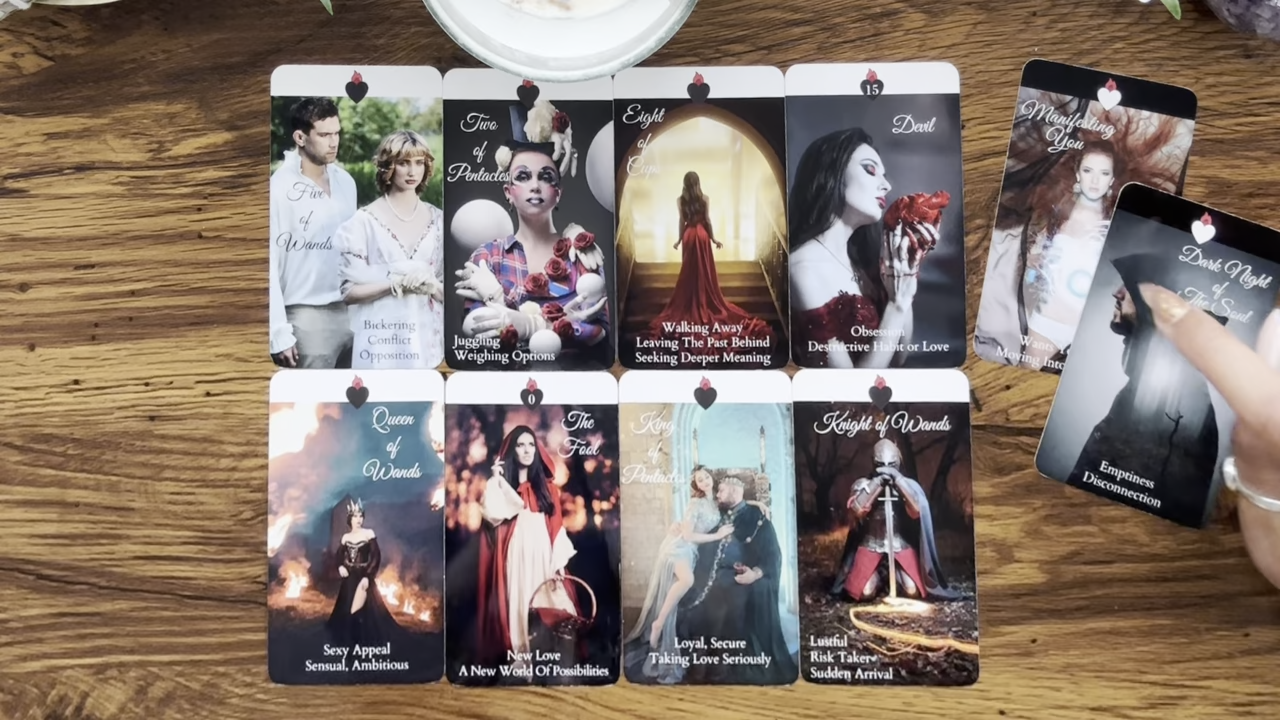 Five
of
Wands
Bickering
Conflict
Opposition
Two
of
Pentacles
Juggling
Weighing Options
Eight
of
Cups
Walking Away
Leaving The Past Behind
Seeking Deeper Meaning
15
Devil
Obsession
Destructive Habit or Love
Manifesting
You
Moving Into
Dark Night
of
The Soul
Emptiness
Disconnection
Queen
of
Wands
Sexy Appeal
Sensual, Ambitious
0
The
Fool
New Love
A New World Of Possibilities
King
of
Pentacles
Loyal, Secure
Taking Love Seriously
Knight of Wands
Lustful
Risk Taker
Sudden Arrival